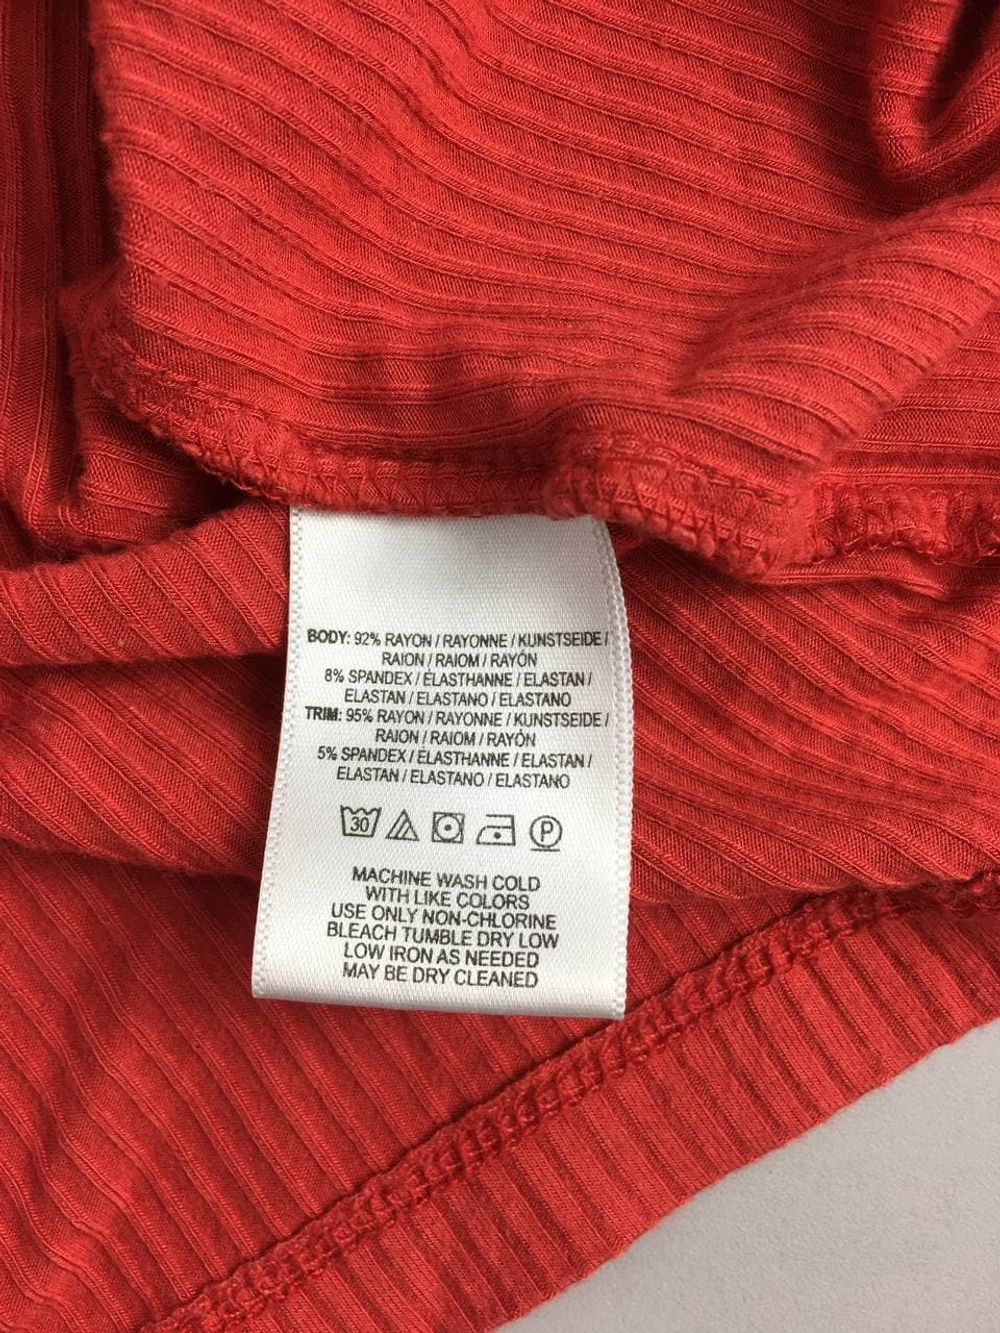 BODY: 92% RAYON / RAYONNE / KUNSTSEIDE /
RAION / RAIOM / RAYÓN
8% SPANDEX / ÉLASTHANNE / ELASTAN /
ELASTAN / ELASTANO / ELASTANO
TRIM: 95% RAYON / RAYONNE / KUNSTSEIDE /
RAION / RAIOM / RAYÓN
5% SPANDEX / ÉLASTHANNE / ELASTAN /
ELASTAN / ELASTANO / ELASTANO
30 P
MACHINE WASH COLD
WITH LIKE COLORS
USE ONLY NON-CHLORINE
BLEACH TUMBLE DRY LOW
LOW IRON AS NEEDED
MAY BE DRY CLEANED